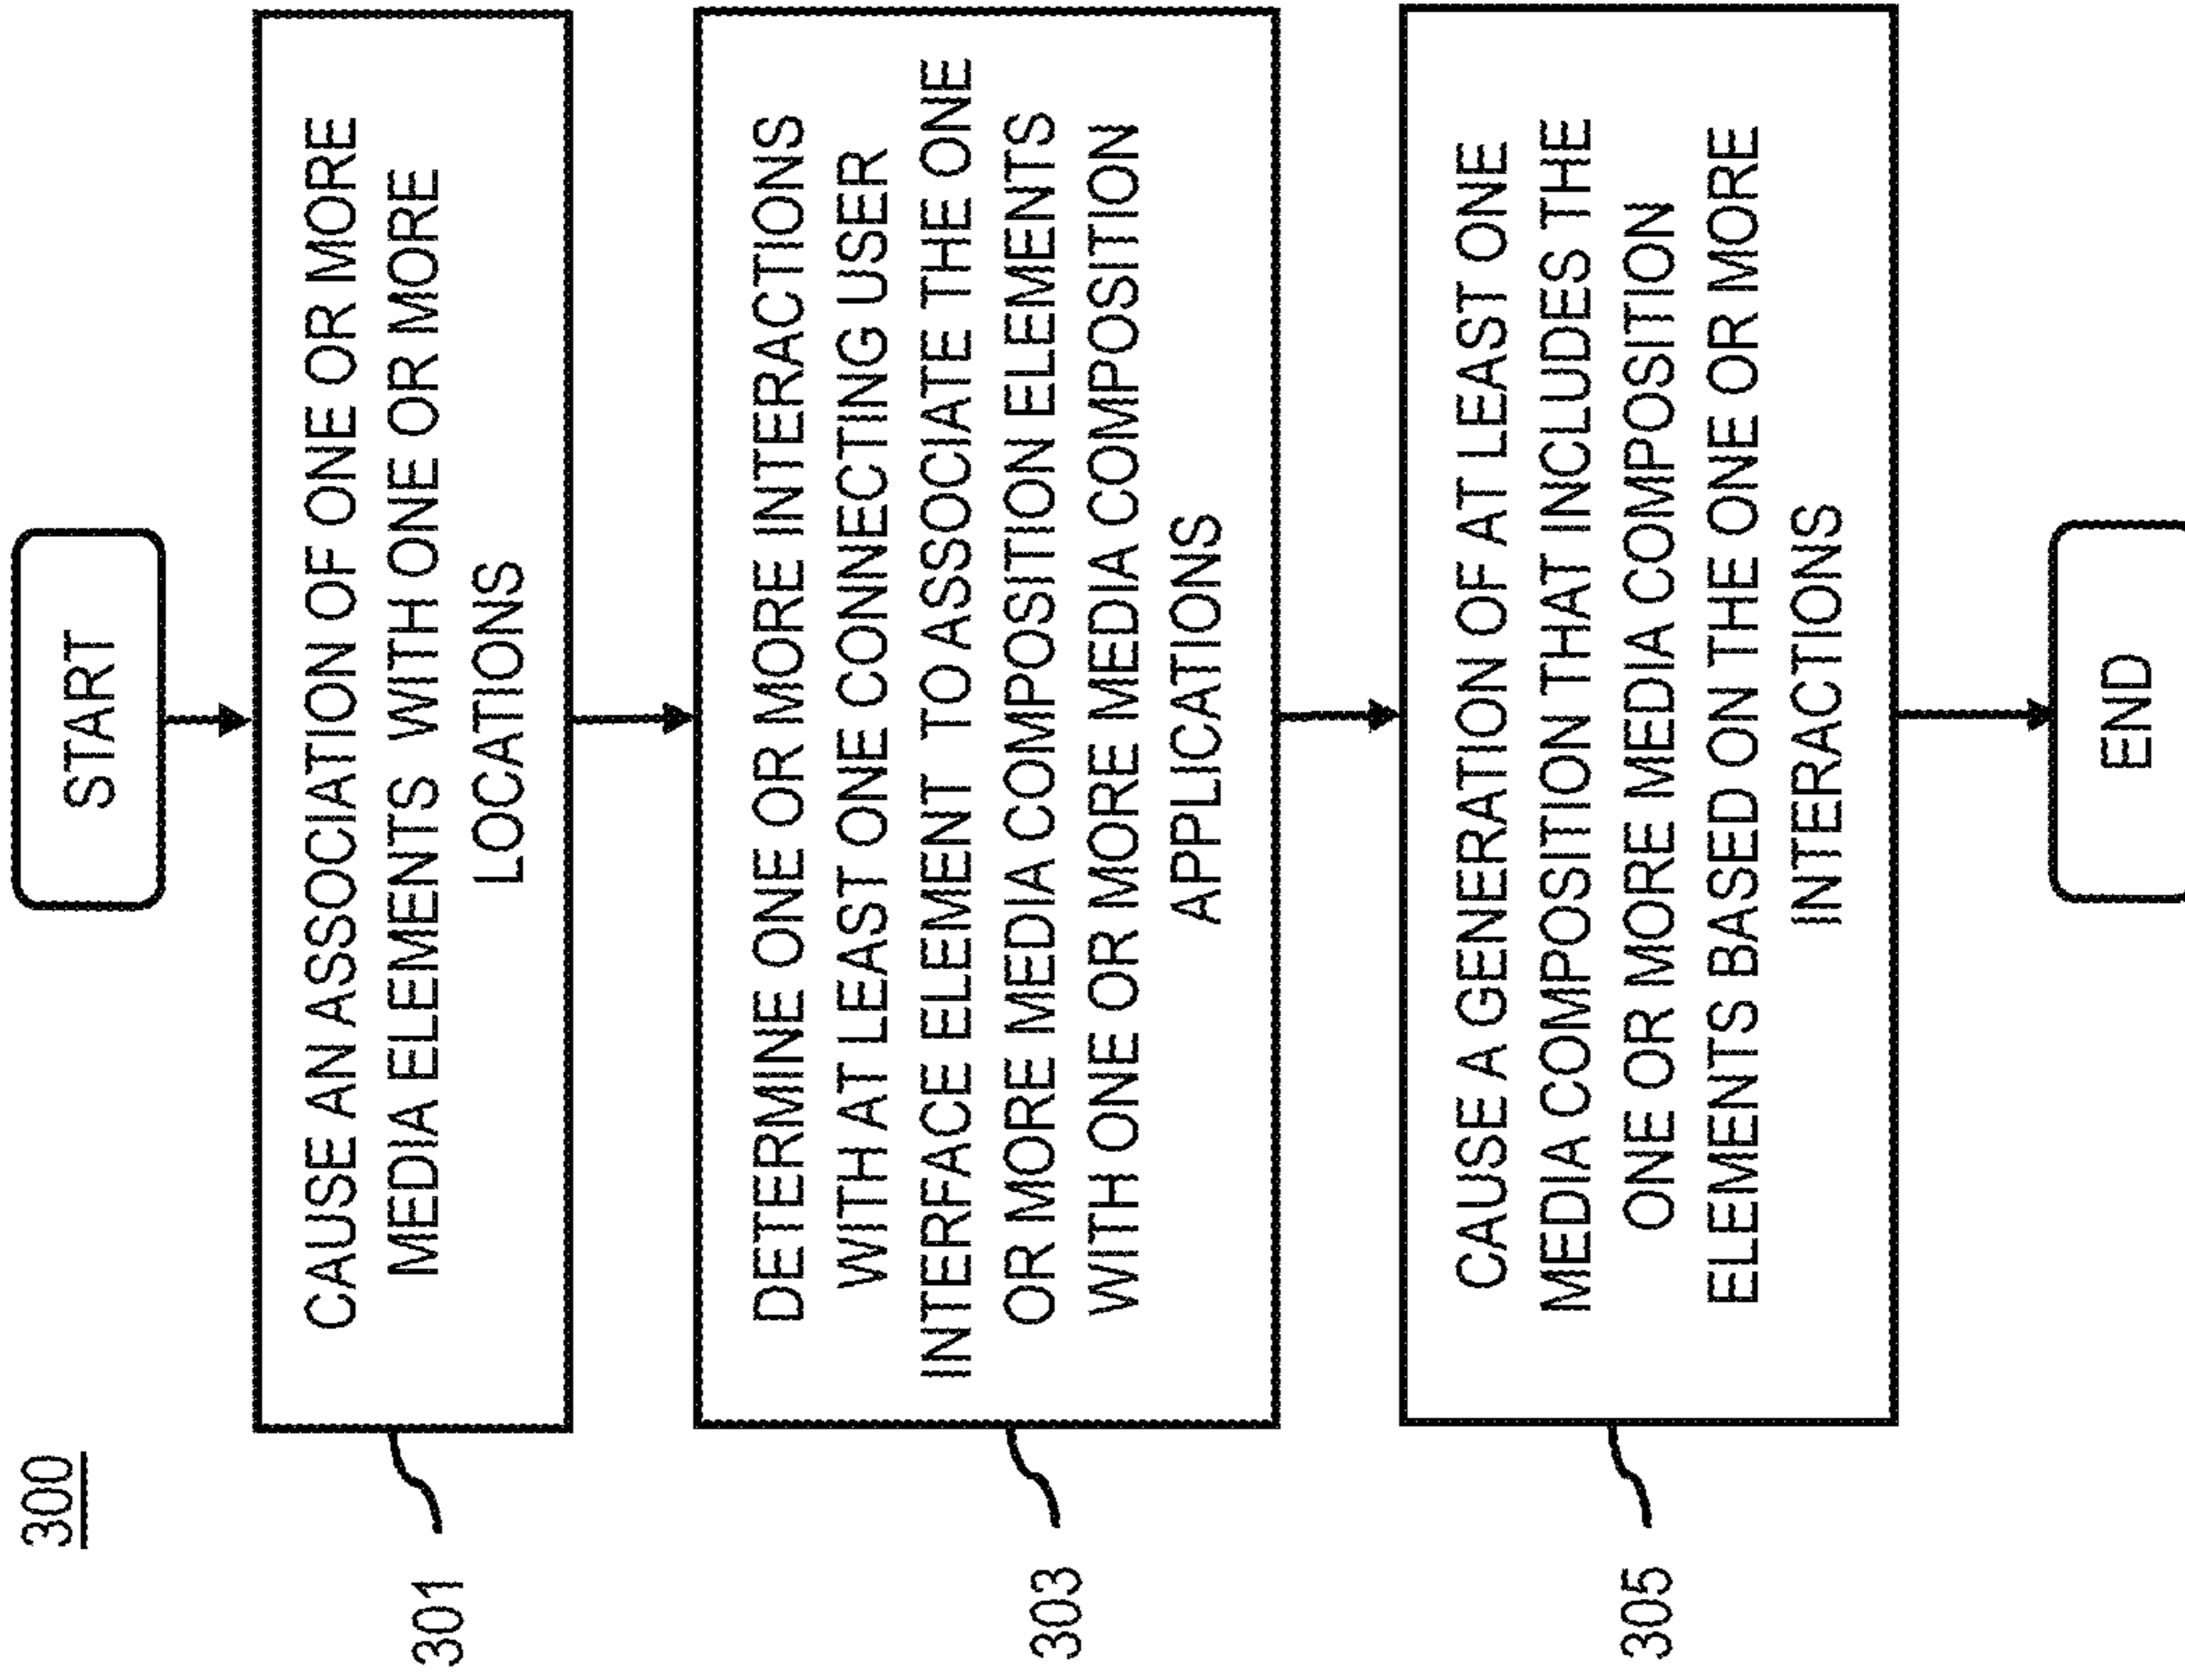 300
START
301
CAUSE AN ASSOCIATION OF ONE OR MORE
MEDIA ELEMENTS WITH ONE OR MORE
LOCATIONS
303
DETERMINE ONE OR MORE INTERACTIONS
WITH AT LEAST ONE CONNECTING USER
INTERFACE ELEMENT TO ASSOCIATE THE ONE
OR MORE MEDIA COMPOSITION ELEMENTS
WITH ONE OR MORE MEDIA COMPOSITION
APPLICATIONS
305
CAUSE A GENERATION OF AT LEAST ONE
MEDIA COMPOSITION THAT INCLUDES THE
ONE OR MORE MEDIA COMPOSITION
ELEMENTS BASED ON THE ONE OR MORE
INTERACTIONS
END